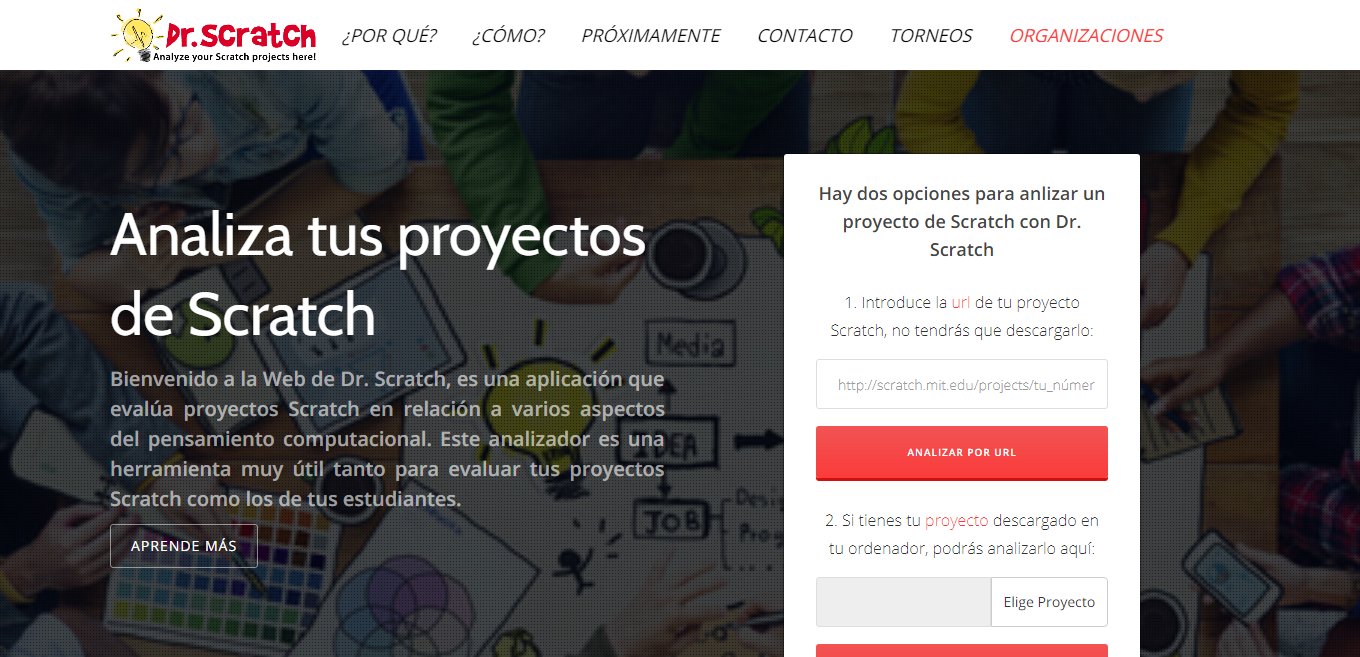 Dr.Scratch
Analyze your Scratch projects here!
¿POR QUÉ?
¿CÓMO?
PRÓXIMAMENTE
CONTACTO
TORNEOS
ORGANIZACIONES
Analiza tus proyectos
de Scratch
Bienvenido a la Web de Dr. Scratch, es una aplicación que
evalúa proyectos Scratch en relación a varios aspectos
del pensamiento computacional. Este analizador es una
herramienta muy útil tanto para evaluar tus proyectos
Scratch como los de tus estudiantes.
APRENDE MÁS
Media
IDEA
JOB
Hay dos opciones para anlizar un
proyecto de Scratch con Dr.
Scratch
1. Introduce la url de tu proyecto
Scratch, no tendrás que descargarlo:
http://scratch.mit.edu/projects/tu_númer
ANALIZAR POR URL
2. Si tienes tu proyecto descargado en
tu ordenador, podrás analizarlo aquí:
Elige Proyecto